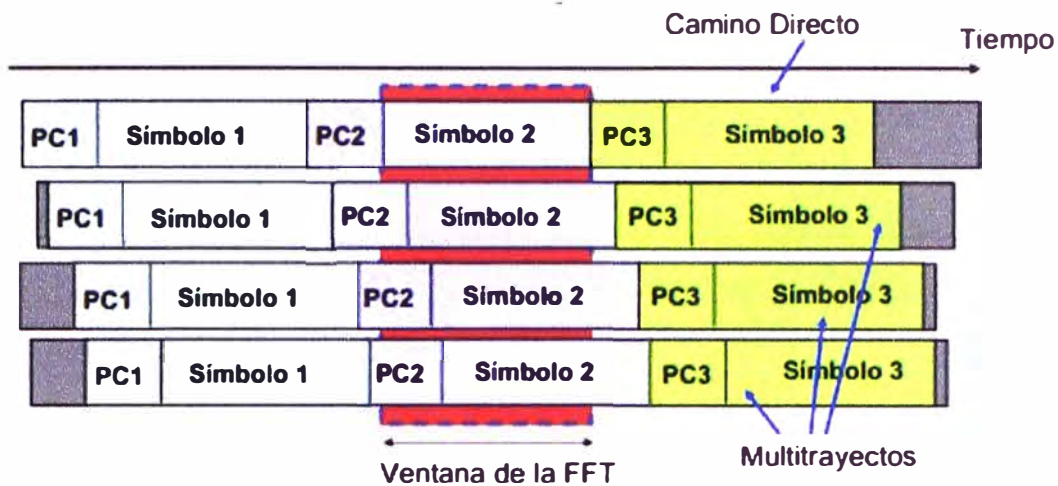 Camino Directo
Tiempo
PC1 Símbolo 1 PC2 Símbolo 2 PC3 Símbolo 3
PC1 Símbolo 1 PC2 Símbolo 2 PC3 Símbolo 3
PC1 Símbolo 1 PC2 Símbolo 2 PC3 Símbolo 3
PC1 Símbolo 1 PC2 Símbolo 2 PC3 Símbolo 3
Ventana de la FFT
Multitrayectos